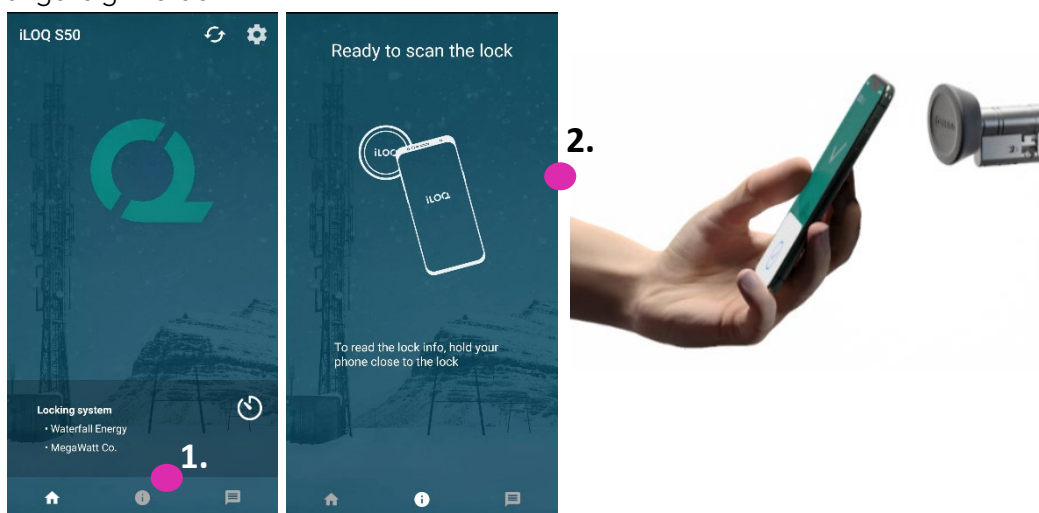 iLOQ S50
Locking system
• Waterfall Energy
• MegaWatt Co.
1.
Ready to scan the lock
iLOQ
iLOQ
To read the lock info, hold your
phone close to the lock
2.